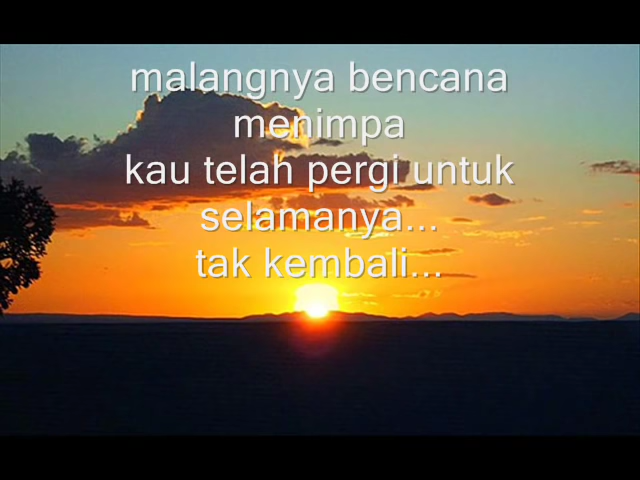 malangnya bencana
menimpa
kau telah pergi untuk
selamanya...
tak kembali...